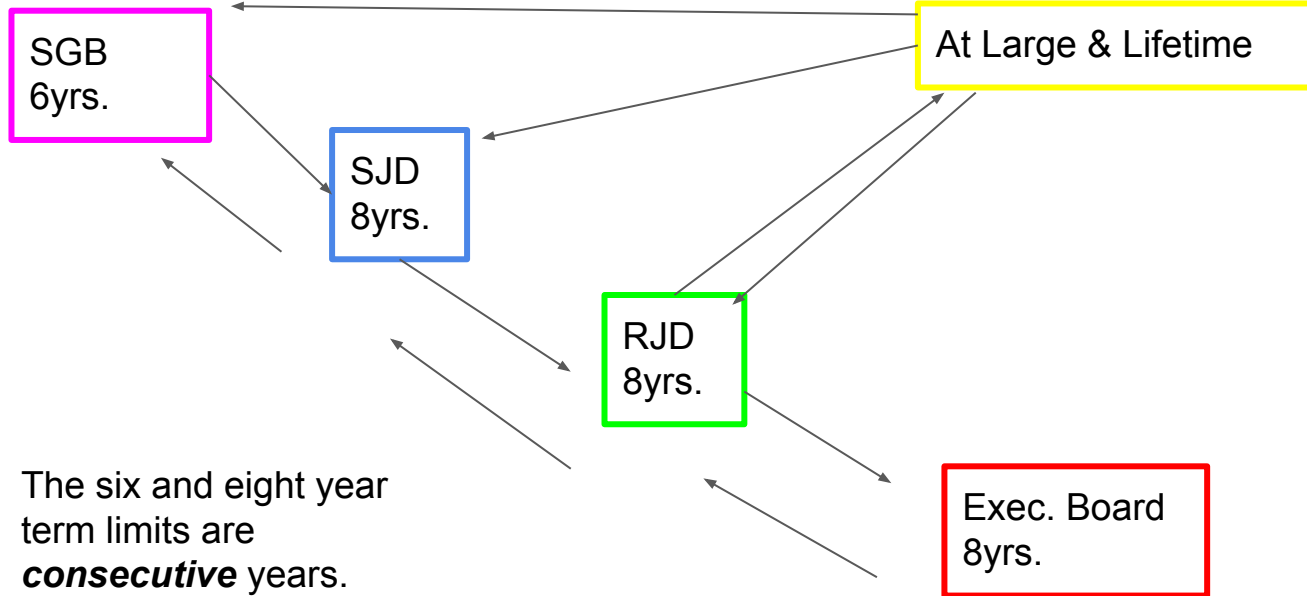 SGB
6yrs.
At Large & Lifetime
SJD
8yrs.
RJD
8yrs.
Exec. Board
8yrs.
The six and eight year
term limits are
consecutive years.